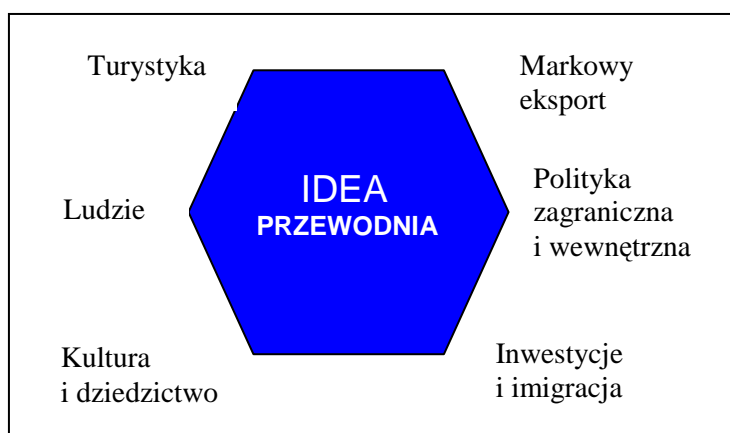 Turystyka
Markowy
eksport
Ludzie
IDEA
PRZEWODNIA
Polityka
zagraniczna
i wewnętrzna
Kultura
i dziedzictwo
Inwestycje
i imigracja